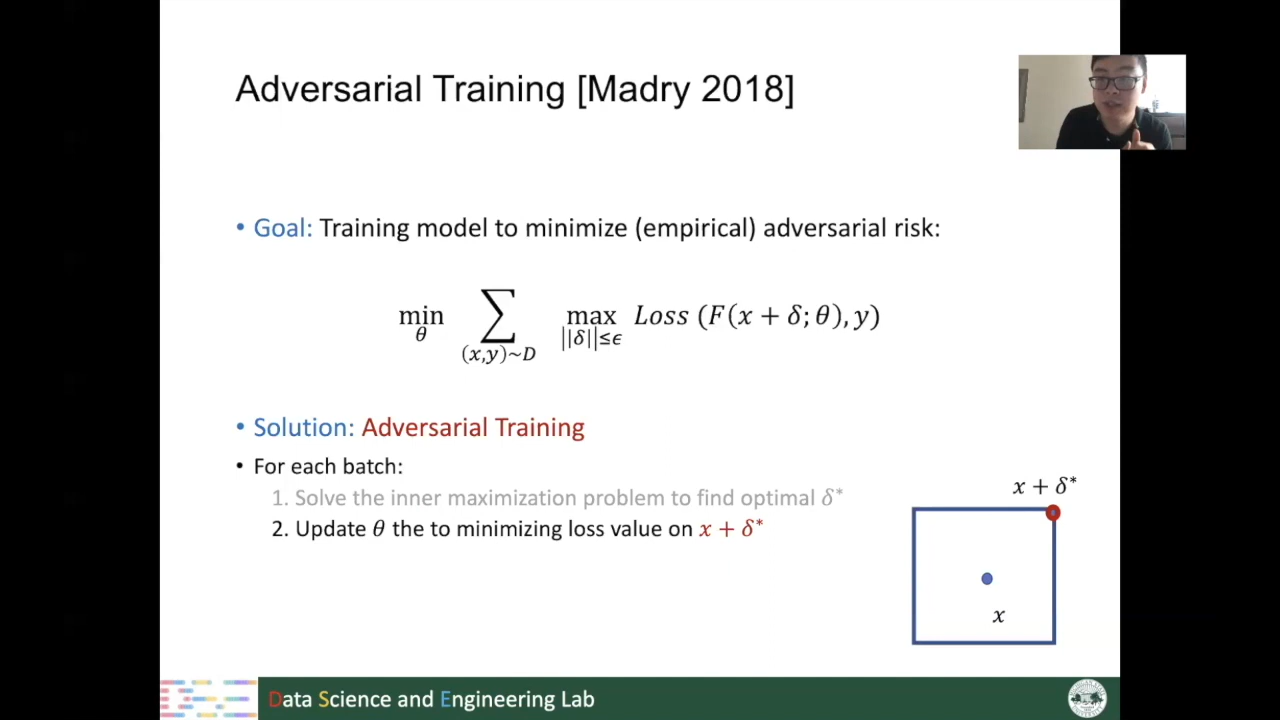 Adversarial Training [Madry 2018]
• Goal: Training model to minimize (empirical) adversarial risk:
min_θ ∑_{(x,y)~D} max_{||δ||≤ϵ} Loss (F(x + δ; θ), y)
• Solution: Adversarial Training
• For each batch:
1. Solve the inner maximization problem to find optimal δ*
2. Update θ the to minimizing loss value on x + δ*
x + δ*
x
Data Science and Engineering Lab